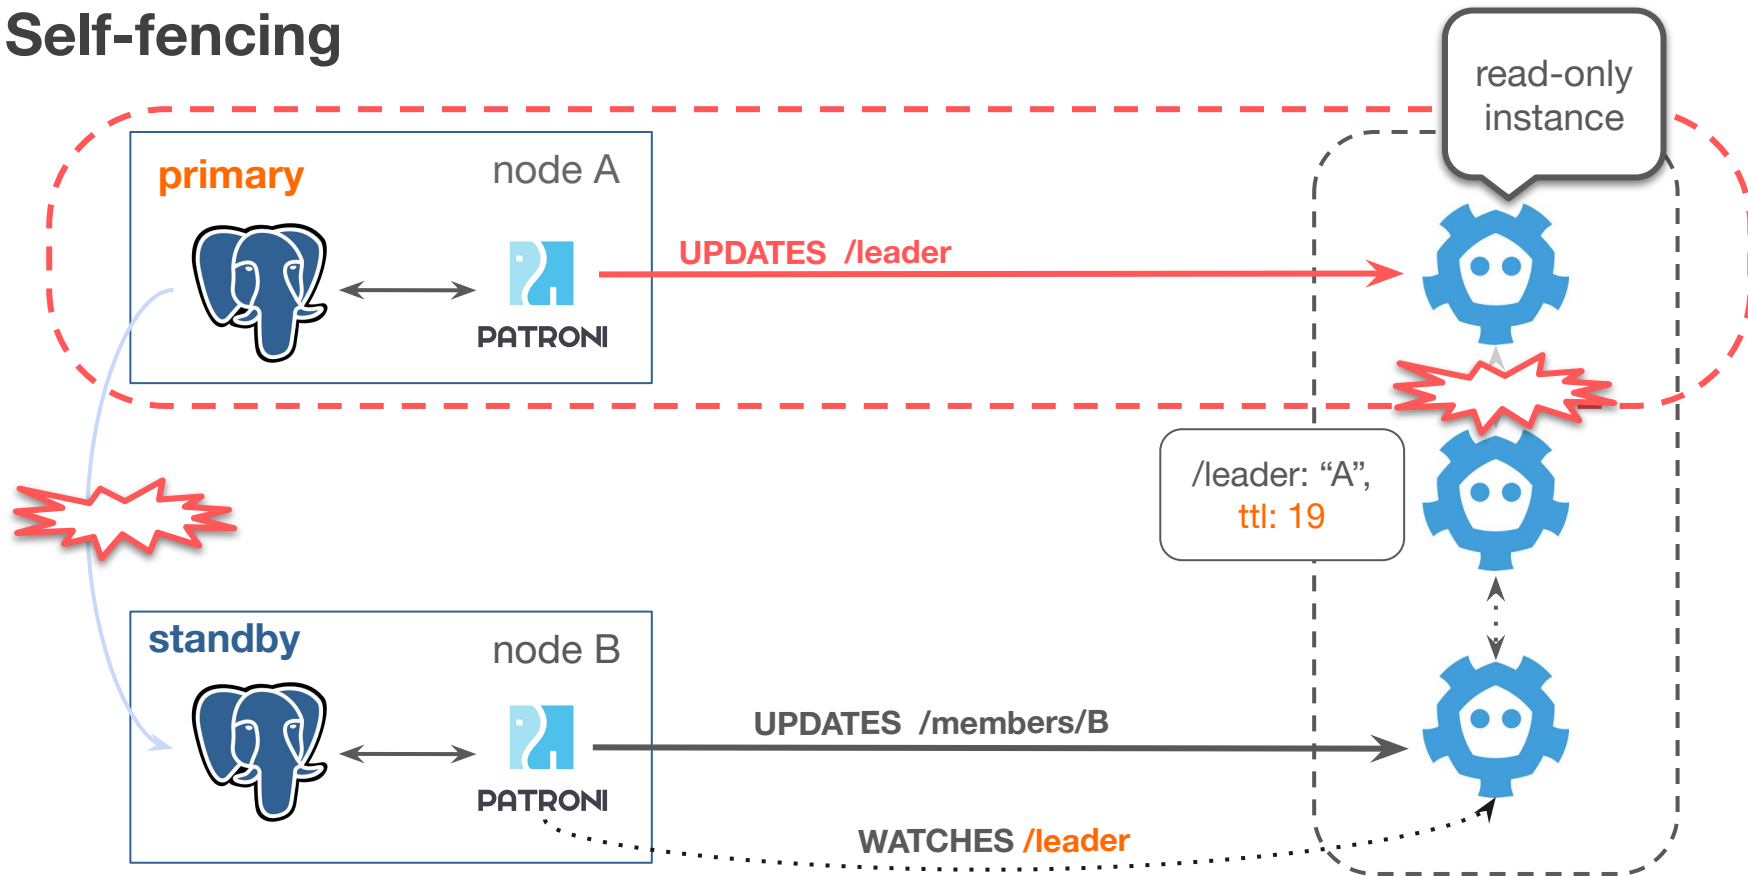 Self-fencing
read-only
instance
primary
node A
UPDATES /leader
PATRONI
/leader: “A”,
ttl: 19
standby
node B
UPDATES /members/B
PATRONI
WATCHES /leader